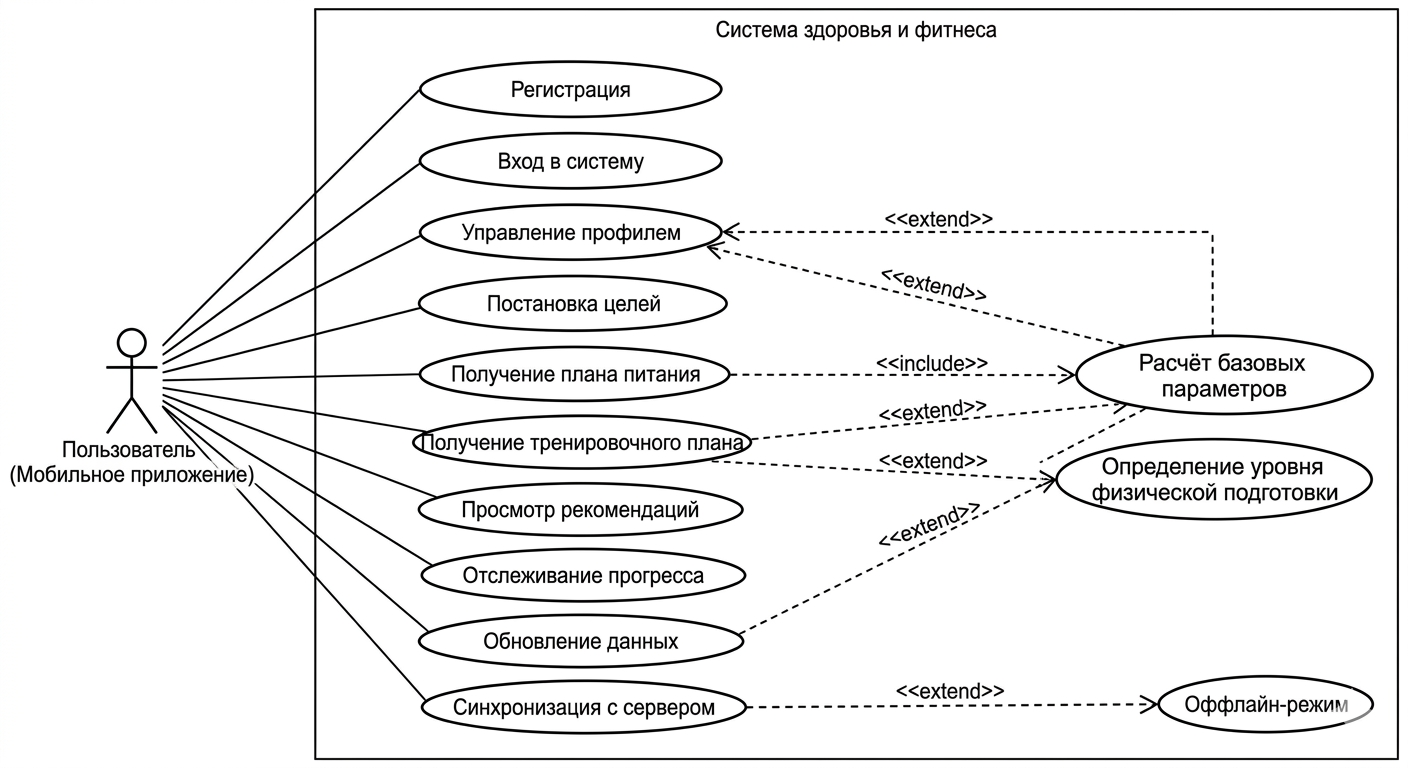 Система здоровья и фитнеса
Регистрация
Вход в систему
Управление профилем
<<extend>>
Постановка целей
<<extend>>
Получение плана питания
<<include>>
Расчёт базовых
параметров
Получение тренировочного плана
<<extend>>
<<extend>>
Определение уровня
физической подготовки
Пользователь
(Мобильное приложение)
Просмотр рекомендаций
<<extend>>
Отслеживание прогресса
Обновление данных
Синхронизация с сервером
<<extend>>
Оффлайн-режим